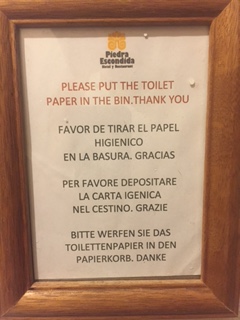 Piedra
Escondida
Hotel y Restaurant
PLEASE PUT THE TOILET
PAPER IN THE BIN.THANK YOU
FAVOR DE TIRAR EL PAPEL
HIGIENICO
EN LA BASURA. GRACIAS
PER FAVORE DEPOSITARE
LA CARTA IGENICA
NEL CESTINO. GRAZIE
BITTE WERFEN SIE DAS
TOILETTENPAPIER IN DEN
PAPIERKORB. DANKE